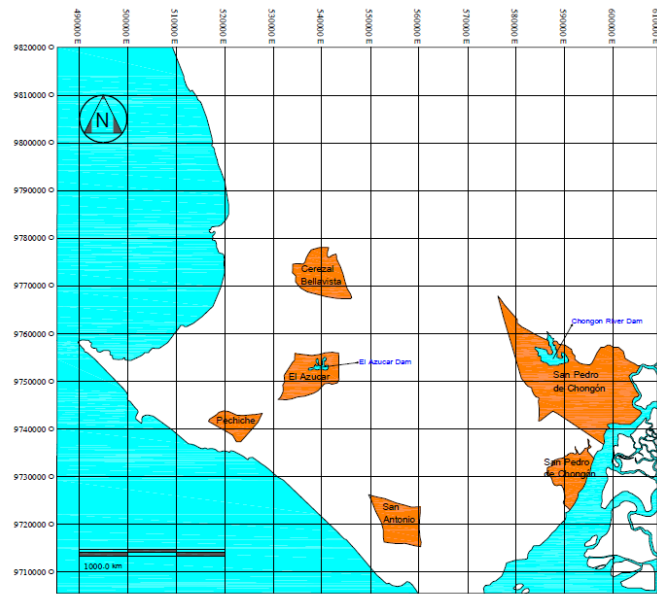 490000 E
500000 E
510000 E
520000 E
530000 E
540000 E
550000 E
560000 E
570000 E
580000 E
590000 E
600000 E
9820000 O
9810000 O
N
9800000 O
9790000 O
9780000 O
Cerezal
Bellavista
9770000 O
9760000 O
Chongon River Dam
El Azucar Dam
El Azucar
San Pedro
de Chongón
9750000 O
Pechiche
9740000 O
San Pedro
de Chongon
9730000 O
San
Antonio
9720000 O
1000-0 km
9710000 O